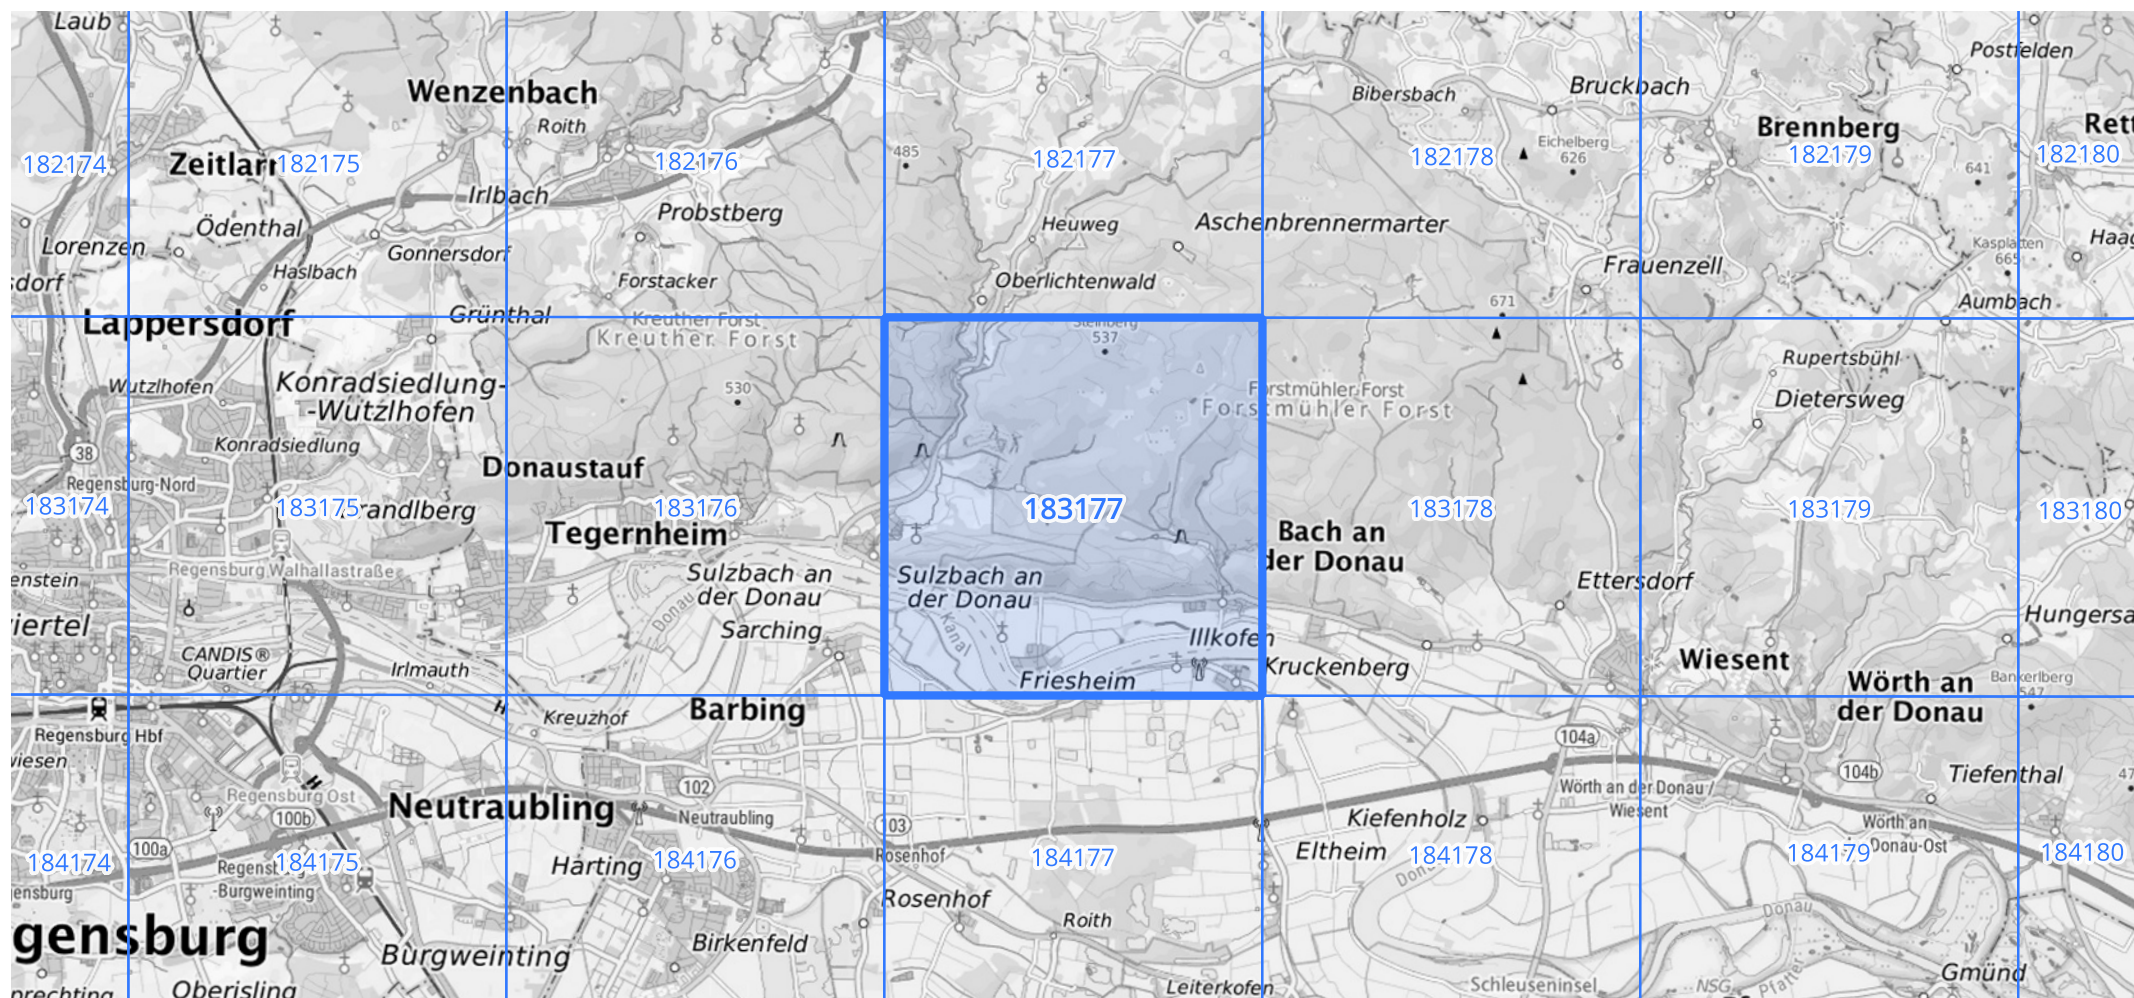 Laub
Postfelden
Wenzenbach
Bibersbach
Bruckbach
Roith
Brennberg
Eichelberg
626
485
Zeitlarn
182174
182175
182176
182177
182178
182179
182180
641
Irlbach
Probstberg
Ödenthal
Heuweg
Aschenbrennermarter
Lorenzen
Gonnersdorf
Kasplatten
665
Frauenzell
sdorf
Haslbach
Forstacker
Oberlichtenwald
671
Aumbach
Lappersdorf
Grünthal
Kreuther Forst
Kreuther Forst
Steinberg
537
Rupertsbühl
Wutzlhofen
Konradsiedlung-
-Wutzlhofen
530
Forstmühler Forst
Forstmühler Forst
Dietersweg
Konradsiedlung
38
Donaustauf
Regensburg-Nord
183174
183175
183176
183177
183178
183179
183180
Brandlberg
Tegernheim
Bach an
der Donau
Regensburg Walhallastraße
Sulzbach an
der Donau
Sulzbach an
der Donau
Ettersdorf
enstein
Donau
Kanal
Hungersa
iertel
Sarching
Illkofen
CANDIS®
Quartier
Irlmauth
Kruckenberg
Wiesent
Friesheim
Wörth an
der Donau
Bankerlberg
547
Barbing
Kreuzhof
Regensburg Hbf
104a
wiesen
104b
Tiefenthal
Regensburg Ost
102
Wörth an der Donau /
Wiesent
Neutraubling
Neutraubling
100b
Kiefenholz
Wörth an
Donau-Ost
103
100a
Rosenhof
Eltheim
184174
184175
184176
184177
184178
184179
184180
Harting
ensburg
-Burgweinting
Rosenhof
Roith
Donau
gensburg
Burgweinting
Birkenfeld
Gmünd
Oberisling
Leiterkofen
Schleuseninsel
NSG
Pfatter